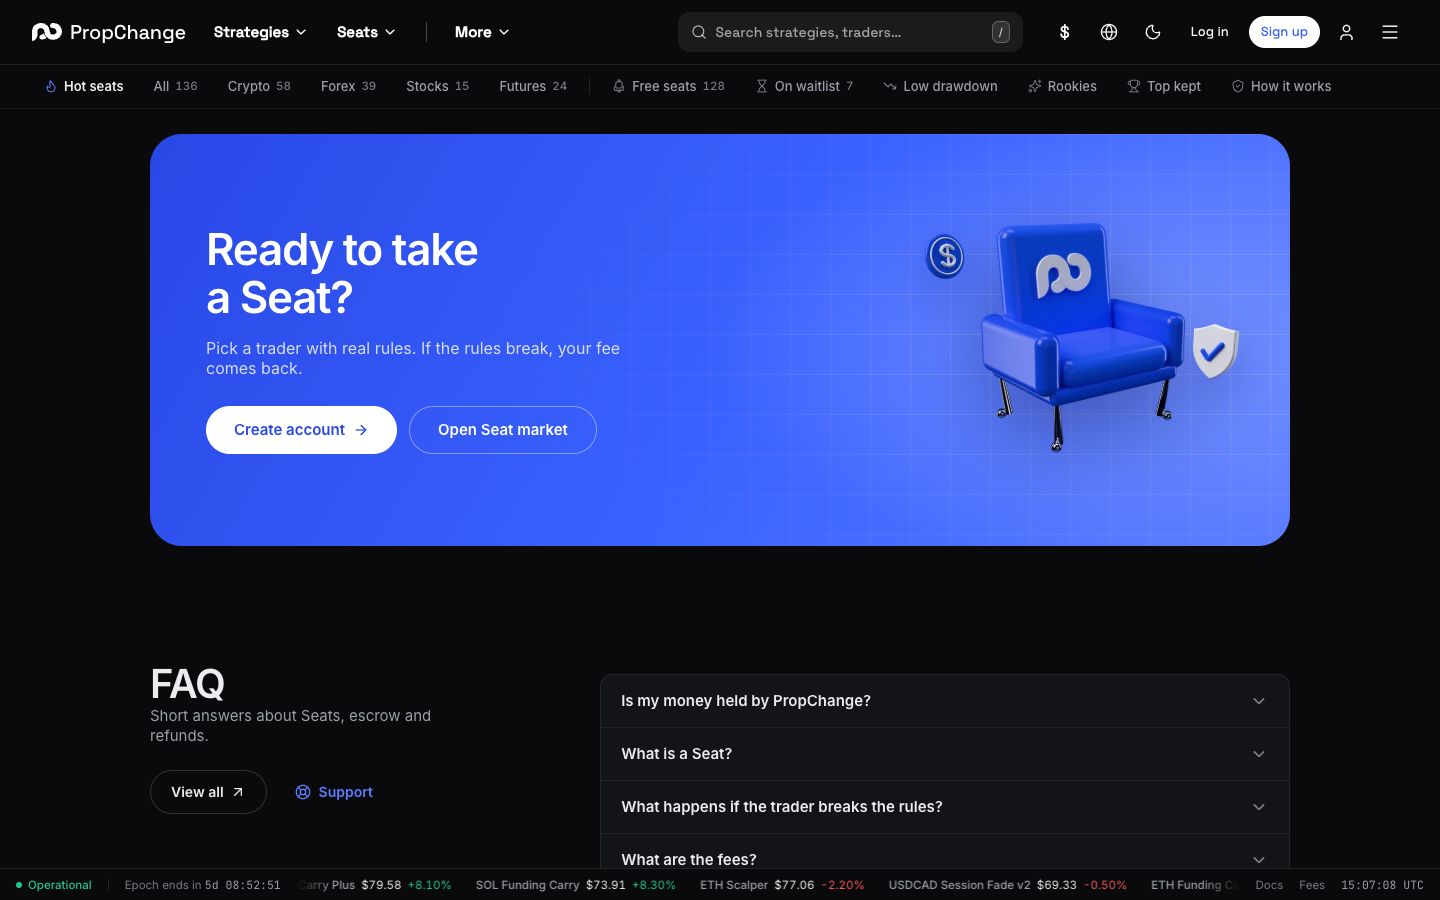 PropChange Strategies Seats More Search strategies, traders... / $ Log in Sign up
Hot seats All 136 Crypto 58 Forex 39 Stocks 15 Futures 24 Free seats 128 On waitlist 7 Low drawdown Rookies Top kept How it works
Ready to take
a Seat?
Pick a trader with real rules. If the rules break, your fee
comes back.
Create account Open Seat market
$
FAQ
Short answers about Seats, escrow and
refunds.
View all Support
Is my money held by PropChange?
What is a Seat?
What happens if the trader breaks the rules?
What are the fees?
Operational Epoch ends in 5d 08:52:51 Carry Plus $79.58 +8.10% SOL Funding Carry $73.91 +8.30% ETH Scalper $77.06 -2.20% USDCAD Session Fade v2 $69.33 -0.50% ETH Funding Docs Fees 15:07:08 UTC